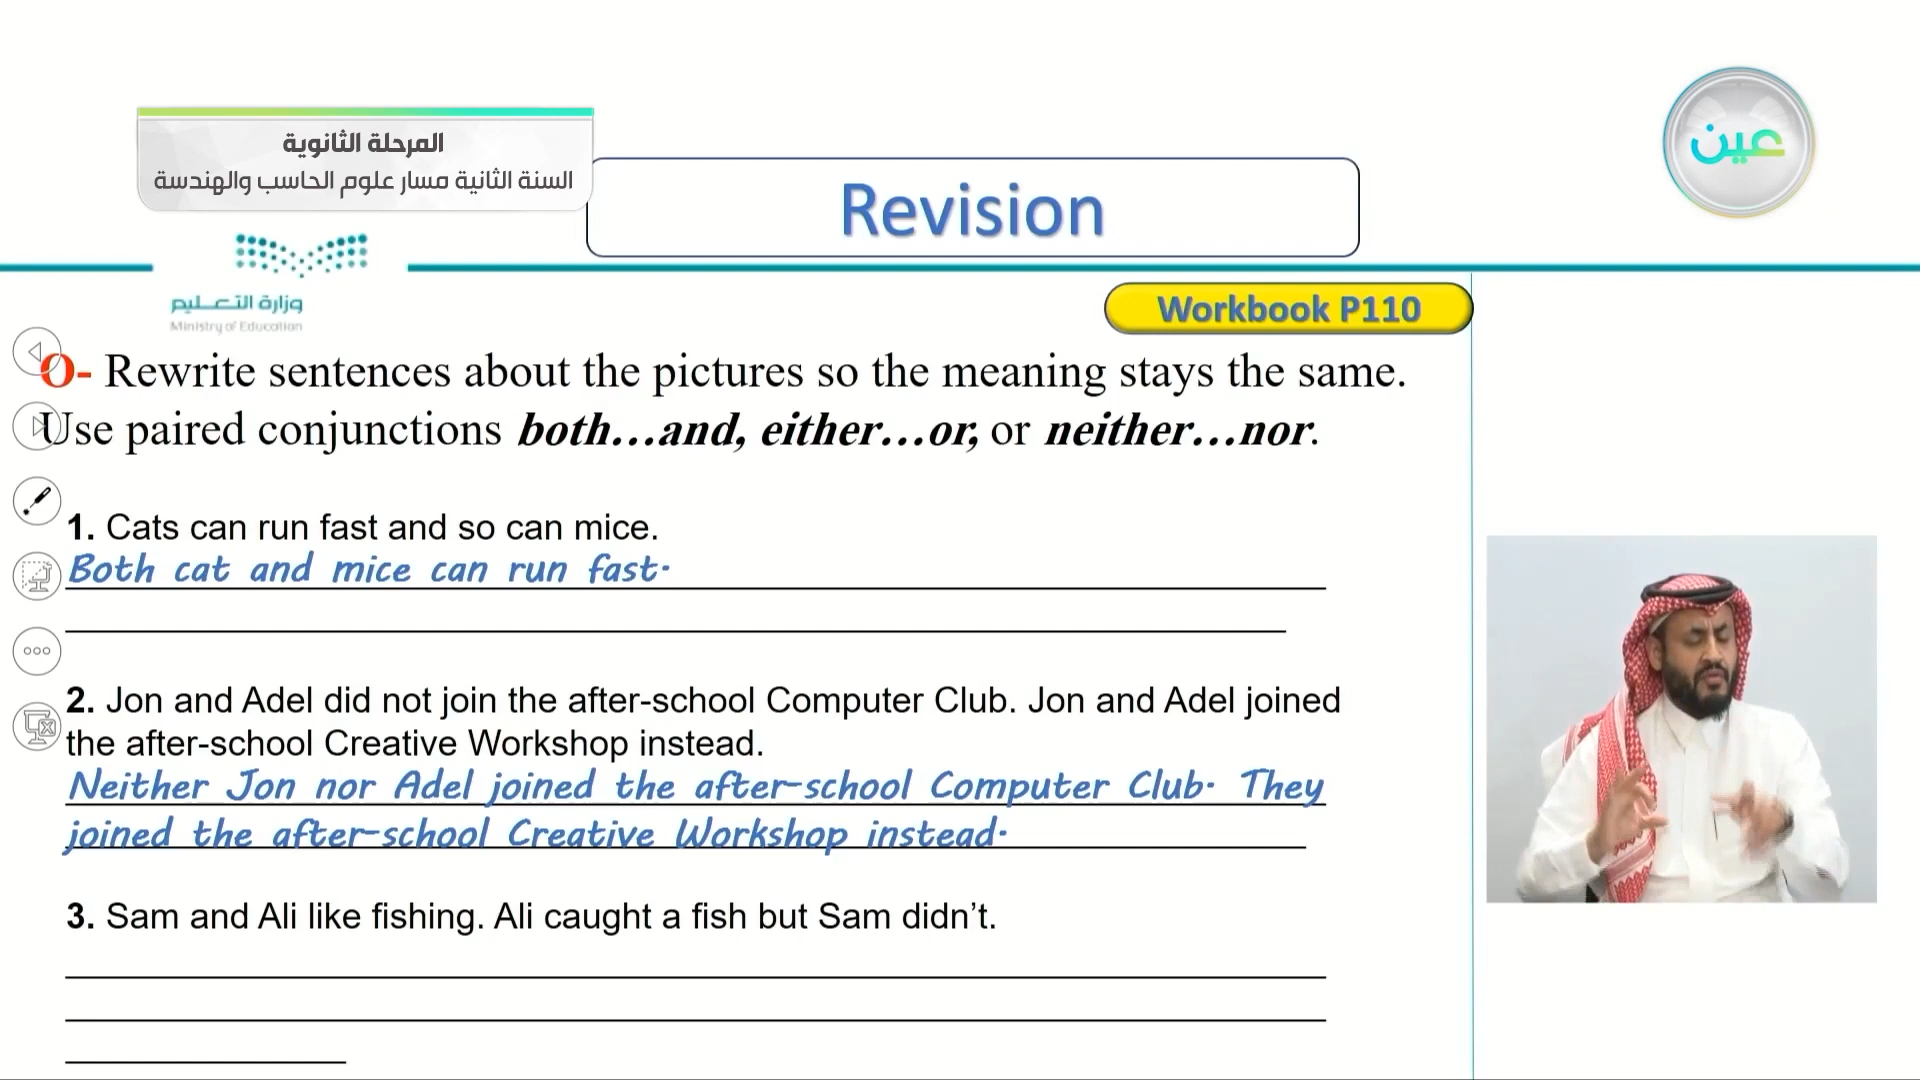 المرحلة الثانوية
السنة الثانية مسار علوم الحاسب والهندسة
عين
Revision
وزارة التعليم
Ministry of Education
Workbook P110
O- Rewrite sentences about the pictures so the meaning stays the same.
Use paired conjunctions both…and, either…or, or neither…nor.
1. Cats can run fast and so can mice.
Both cat and mice can run fast.
2. Jon and Adel did not join the after-school Computer Club. Jon and Adel joined
the after-school Creative Workshop instead.
Neither Jon nor Adel joined the after-school Computer Club. They
joined the after-school Creative Workshop instead.
3. Sam and Ali like fishing. Ali caught a fish but Sam didn’t.